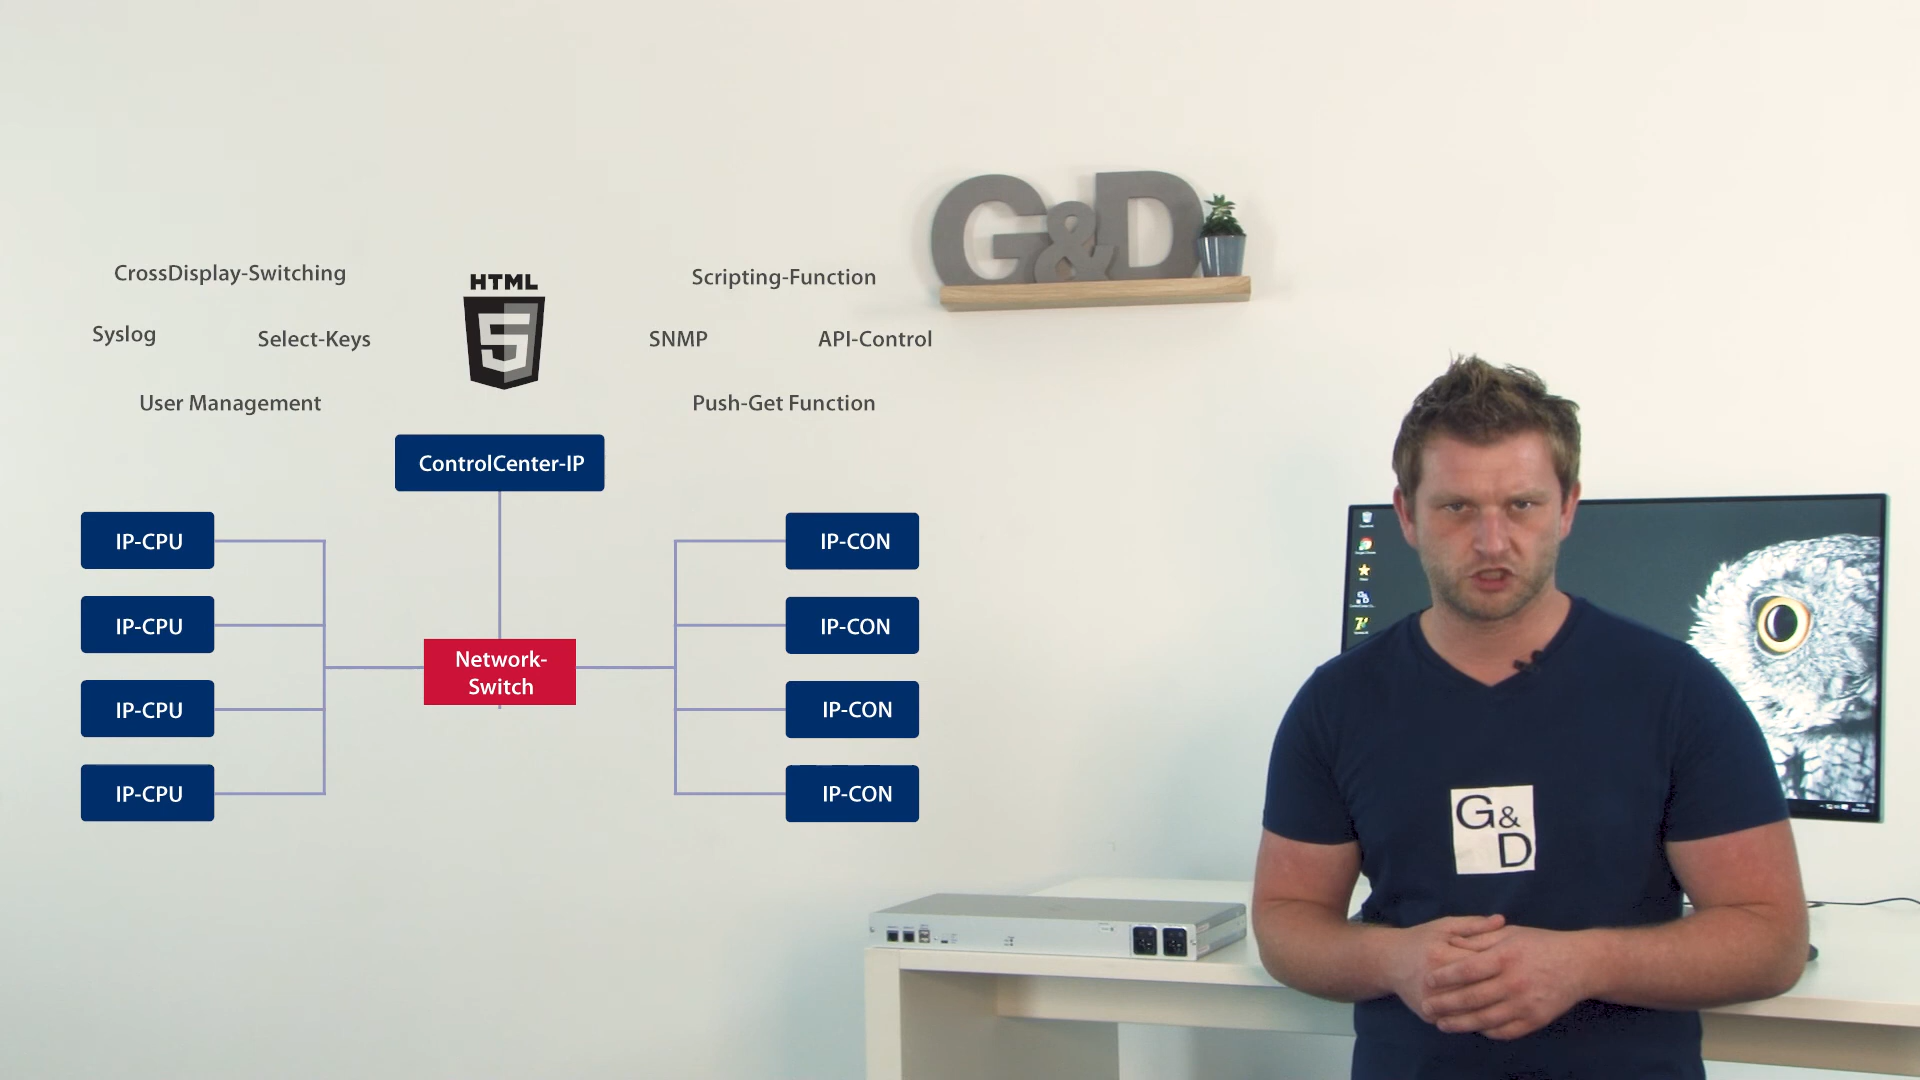 G&D
CrossDisplay-Switching
HTML
5
Scripting-Function
Syslog
Select-Keys
SNMP
API-Control
User Management
Push-Get Function
ControlCenter-IP
IP-CPU
IP-CON
IP-CPU
IP-CON
Network-
Switch
IP-CPU
IP-CON
IP-CPU
IP-CON
G&
D